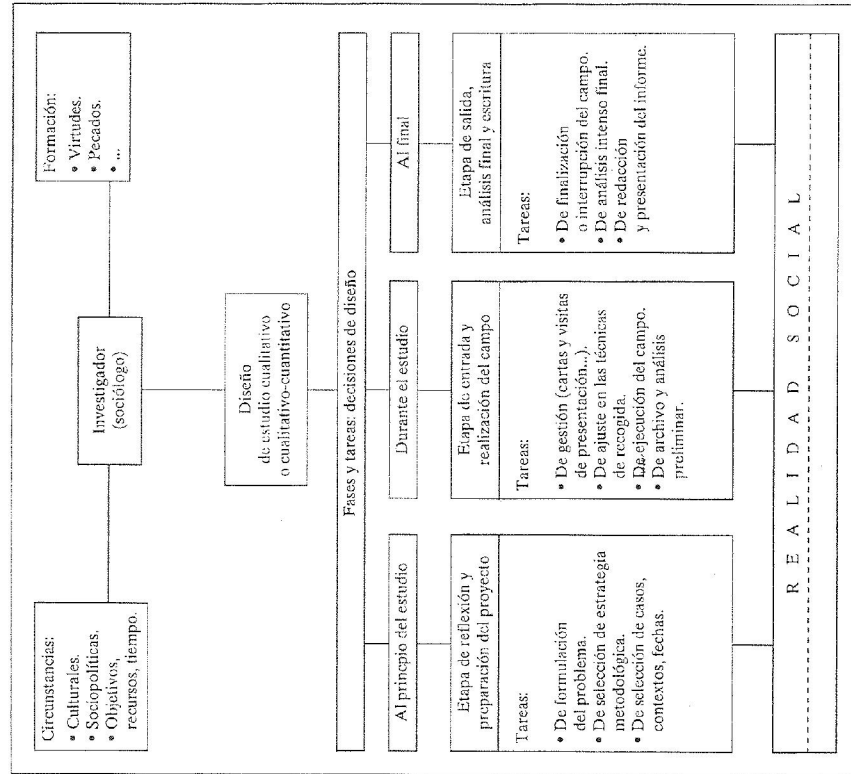 Circunstancias:
• Culturales.
• Sociopolíticas.
• Objetivos,
recursos, tiempo.
Investigador
(sociólogo)
Formación:
• Virtudes.
• Pecados.
• ...
Diseño
de estudio cualitativo
o cualitativo-cuantitativo
Fases y tareas: decisiones de diseño
Al princpio del estudio
Etapa de reflexión y
preparación del proyecto
Tareas:
• De formulación
del problema.
• De selección de estrategia
metodológica.
• De selección de casos,
contextos, fechas.
Durante el estudio
Etapa de entrada y
realización del campo
Tareas:
• De gestión (cartas y visitas
de presentación...).
• De ajuste en las técnicas
de recogida.
• De ejecución del campo.
• De archivo y análisis
preliminar.
Al final
Etapa de salida,
análisis final y escritura
Tareas:
• De finalización
o interrupción del campo.
• De análisis intenso final.
• De redacción
y presentación del informe.
REALIDAD SOCIAL